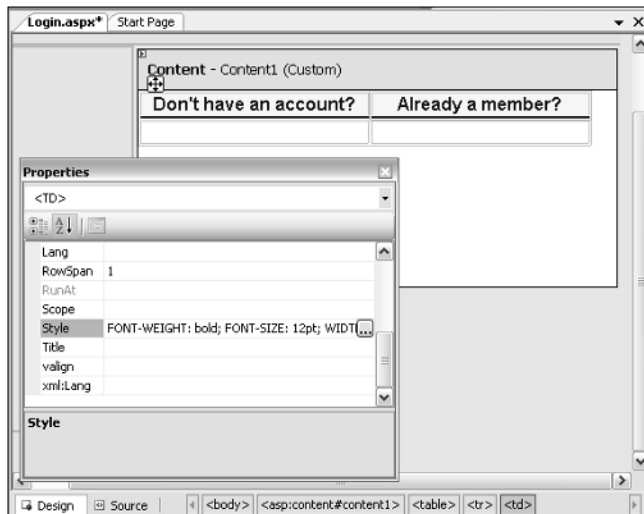 Login.aspx* Start Page
Content - Content1 (Custom)
Don't have an account? Already a member?
Properties
<TD>
Lang
RowSpan 1
RunAt
Scope
Style FONT-WEIGHT: bold; FONT-SIZE: 12pt; ...
Title
valign
xml:Lang
Style
Design Source <body> <asp:content#content1> <table> <tr> <td>